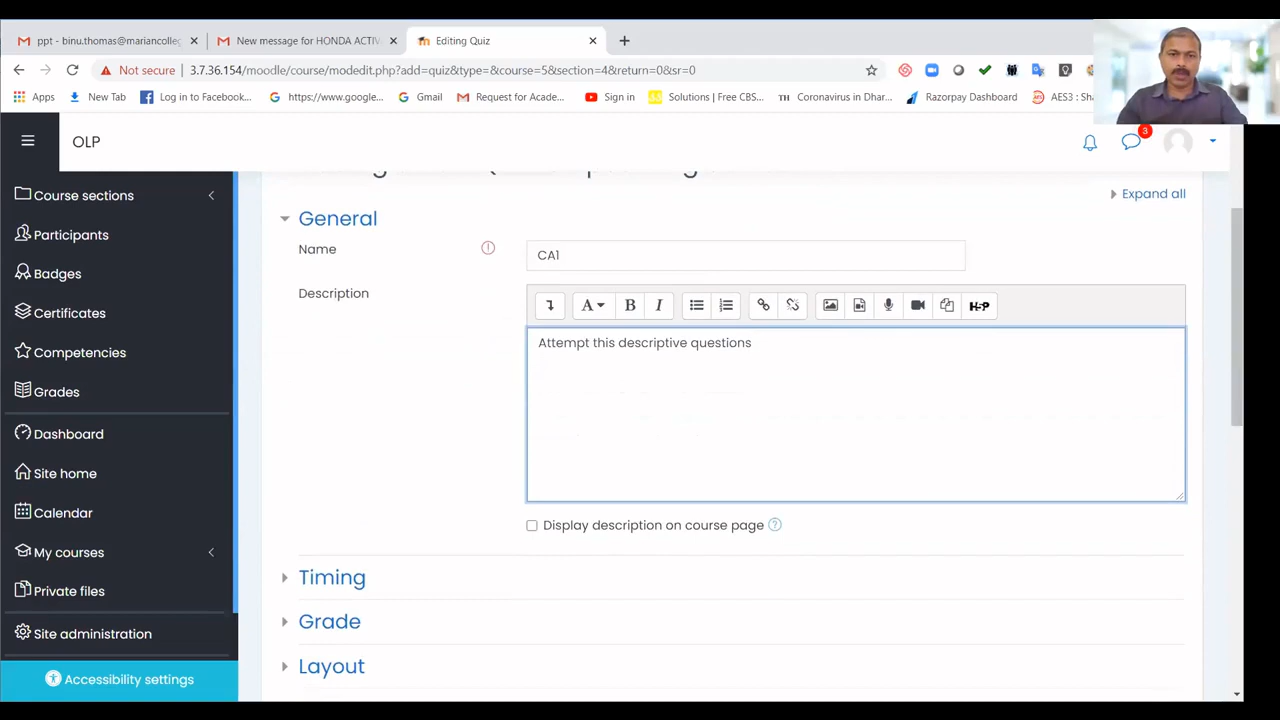 ppt - binu.thomas@mariancolleg
New message for HONDA ACTIV
Editing Quiz
Not secure
3.7.36.154/moodle/course/modedit.php?add=quiz&type=&course=5&section=4&return=0&sr=0
Apps
New Tab
Log in to Facebook...
https://www.google...
Gmail
Request for Acade...
Sign in
Solutions | Free CBS...
Coronavirus in Dhar...
Razorpay Dashboard
AES3 : Sha
OLP
3
Course sections
Participants
Badges
Certificates
Competencies
Grades
Dashboard
Site home
Calendar
My courses
Private files
Site administration
Accessibility settings
Expand all
General
Name
CA1
Description
A
B
I
H-P
Attempt this descriptive questions
Display description on course page
Timing
Grade
Layout